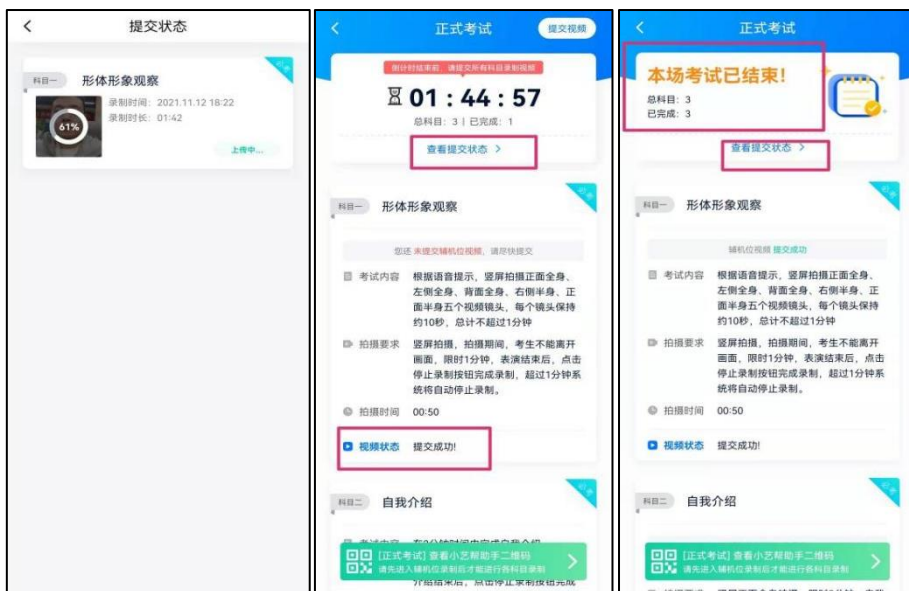 提交状态
科目一
形体形象观察
录制时间: 2021.11.12 18:22
录制时长: 01:42
61%
上传中...
正式考试
提交视频
倒计时结束前，请提交所有科目录制视频
01 : 44 : 57
总科目: 3 | 已完成: 1
查看提交状态 >
必考
科目一
形体形象观察
您还 未提交辅机位视频，请尽快提交
考试内容
根据语音提示，竖屏拍摄正面全身、
左侧全身、背面全身、右侧半身、正
面半身五个视频镜头，每个镜头保持
约10秒，总计不超过1分钟
拍摄要求
竖屏拍摄，拍摄期间，考生不能离开
画面，限时1分钟，表演结束后，点击
停止录制按钮完成录制，超过1分钟系
统将自动停止录制。
拍摄时间
00:50
视频状态
提交成功!
必考
科目二
自我介绍
[正式考试] 查看小艺帮助手二维码
请先进入辅机位录制后才能进行各科目录制
介绍结束后，点击停止录制按钮完成
正式考试
本场考试已结束!
总科目: 3
已完成: 3
查看提交状态 >
必考
科目一
形体形象观察
辅机位视频 提交成功
考试内容
根据语音提示，竖屏拍摄正面全身、
左侧全身、背面全身、右侧半身、正
面半身五个视频镜头，每个镜头保持
约10秒，总计不超过1分钟
拍摄要求
竖屏拍摄，拍摄期间，考生不能离开
画面，限时1分钟，表演结束后，点击
停止录制按钮完成录制，超过1分钟系
统将自动停止录制。
拍摄时间
00:50
视频状态
提交成功!
必考
科目二
自我介绍
[正式考试] 查看小艺帮助手二维码
请先进入辅机位录制后才能进行各科目录制